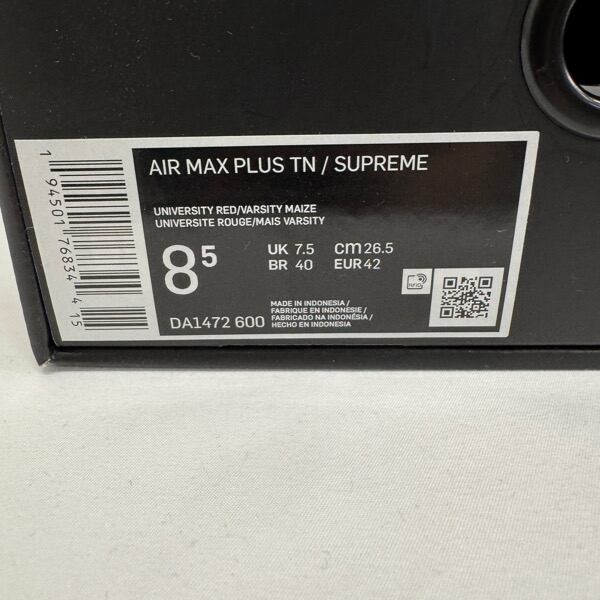 AIR MAX PLUS TN / SUPREME
UNIVERSITY RED/VARSITY MAIZE
UNIVERSITE ROUGE/MAIS VARSITY
8⁵
UK 7.5 cm 26.5
BR 40 EUR 42
RFID
DA1472 600
MADE IN INDONESIA /
FABRIQUE EN INDONÉSIE /
FABRICADO NA INDONÉSIA /
HECHO EN INDONESIA
1 94501 76834 4 15